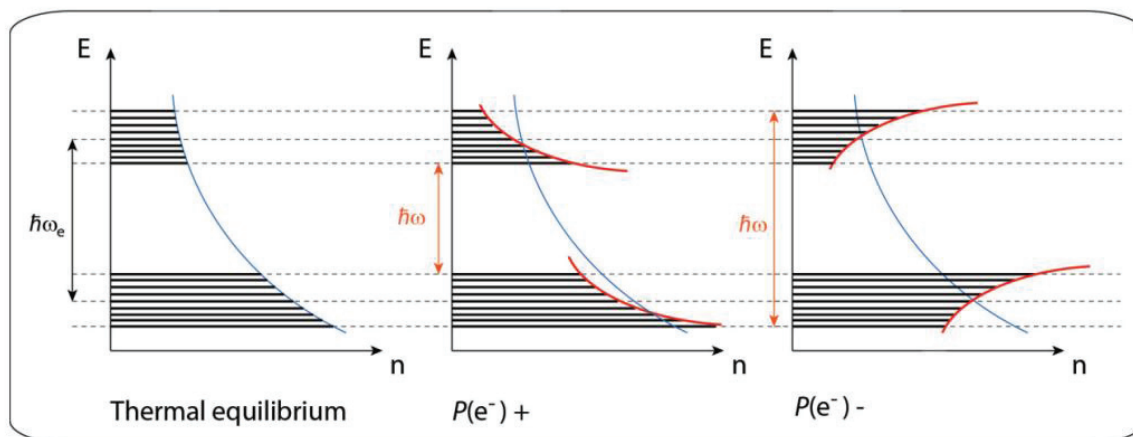 E
E
E
ħωₑ
ħω
ħω
n
n
n
Thermal equilibrium
P(e⁻) +
P(e⁻) -